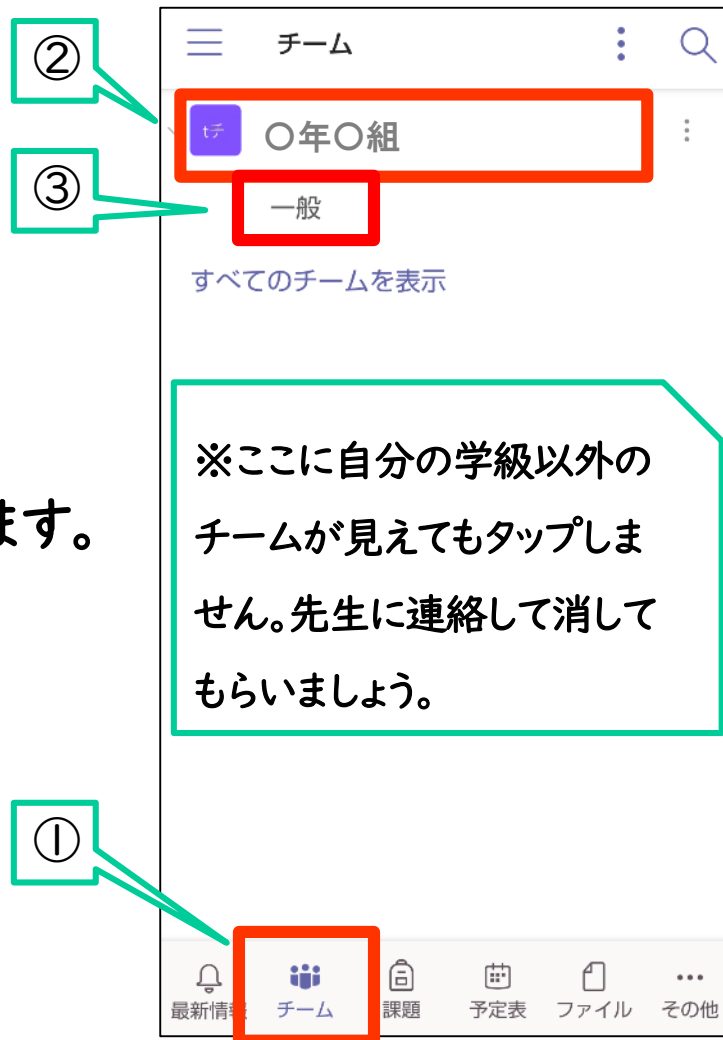 ②
チーム
tチ
〇年〇組
③
一般
すべてのチームを表示
※ここに自分の学級以外の
チームが見えてもタップしま
せん。先生に連絡して消して
もらいましょう。
ます。
①
最新情報
チーム
課題
予定表
ファイル
その他